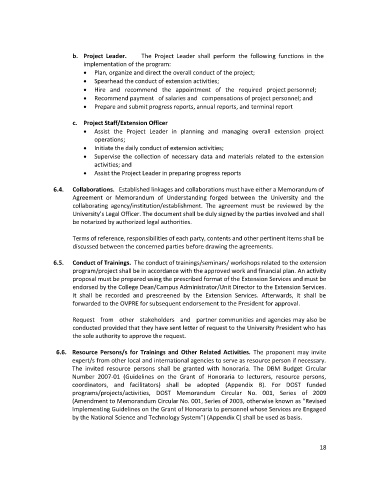 b. Project Leader. The Project Leader shall perform the following functions in the
implementation of the program:
• Plan, organize and direct the overall conduct of the project;
• Spearhead the conduct of extension activities;
• Hire and recommend the appointment of the required project personnel;
• Recommend payment of salaries and compensations of project personnel; and
• Prepare and submit progress reports, annual reports, and terminal report
c. Project Staff/Extension Officer
• Assist the Project Leader in planning and managing overall extension project
operations;
• Initiate the daily conduct of extension activities;
• Supervise the collection of necessary data and materials related to the extension
activities; and
• Assist the Project Leader in preparing progress reports
6.4. Collaborations. Established linkages and collaborations must have either a Memorandum of
Agreement or Memorandum of Understanding forged between the University and the
collaborating agency/institution/establishment. The agreement must be reviewed by the
University's Legal Officer. The document shall be duly signed by the parties involved and shall
be notarized by authorized legal authorities.
Terms of reference, responsibilities of each party, contents and other pertinent items shall be
discussed between the concerned parties before drawing the agreements.
6.5. Conduct of Trainings. The conduct of trainings/seminars/ workshops related to the extension
program/project shall be in accordance with the approved work and financial plan. An activity
proposal must be prepared using the prescribed format of the Extension Services and must be
endorsed by the College Dean/Campus Administrator/Unit Director to the Extension Services.
It shall be recorded and prescreened by the Extension Services. Afterwards, it shall be
forwarded to the OVPRE for subsequent endorsement to the President for approval.
Request from other stakeholders and partner communities and agencies may also be
conducted provided that they have sent letter of request to the University President who has
the sole authority to approve the request.
6.6. Resource Persons/s for Trainings and Other Related Activities. The proponent may invite
expert/s from other local and international agencies to serve as resource person if necessary.
The invited resource persons shall be granted with honoraria. The DBM Budget Circular
Number 2007-01 (Guidelines on the Grant of Honoraria to lecturers, resource persons,
coordinators, and facilitators) shall be adopted (Appendix B). For DOST funded
programs/projects/activities, DOST Memorandum Circular No. 001, Series of 2009
(Amendment to Memorandum Circular No. 001, Series of 2003, otherwise known as "Revised
Implementing Guidelines on the Grant of Honoraria to personnel whose Services are Engaged
by the National Science and Technology System") (Appendix C) shall be used as basis.
18